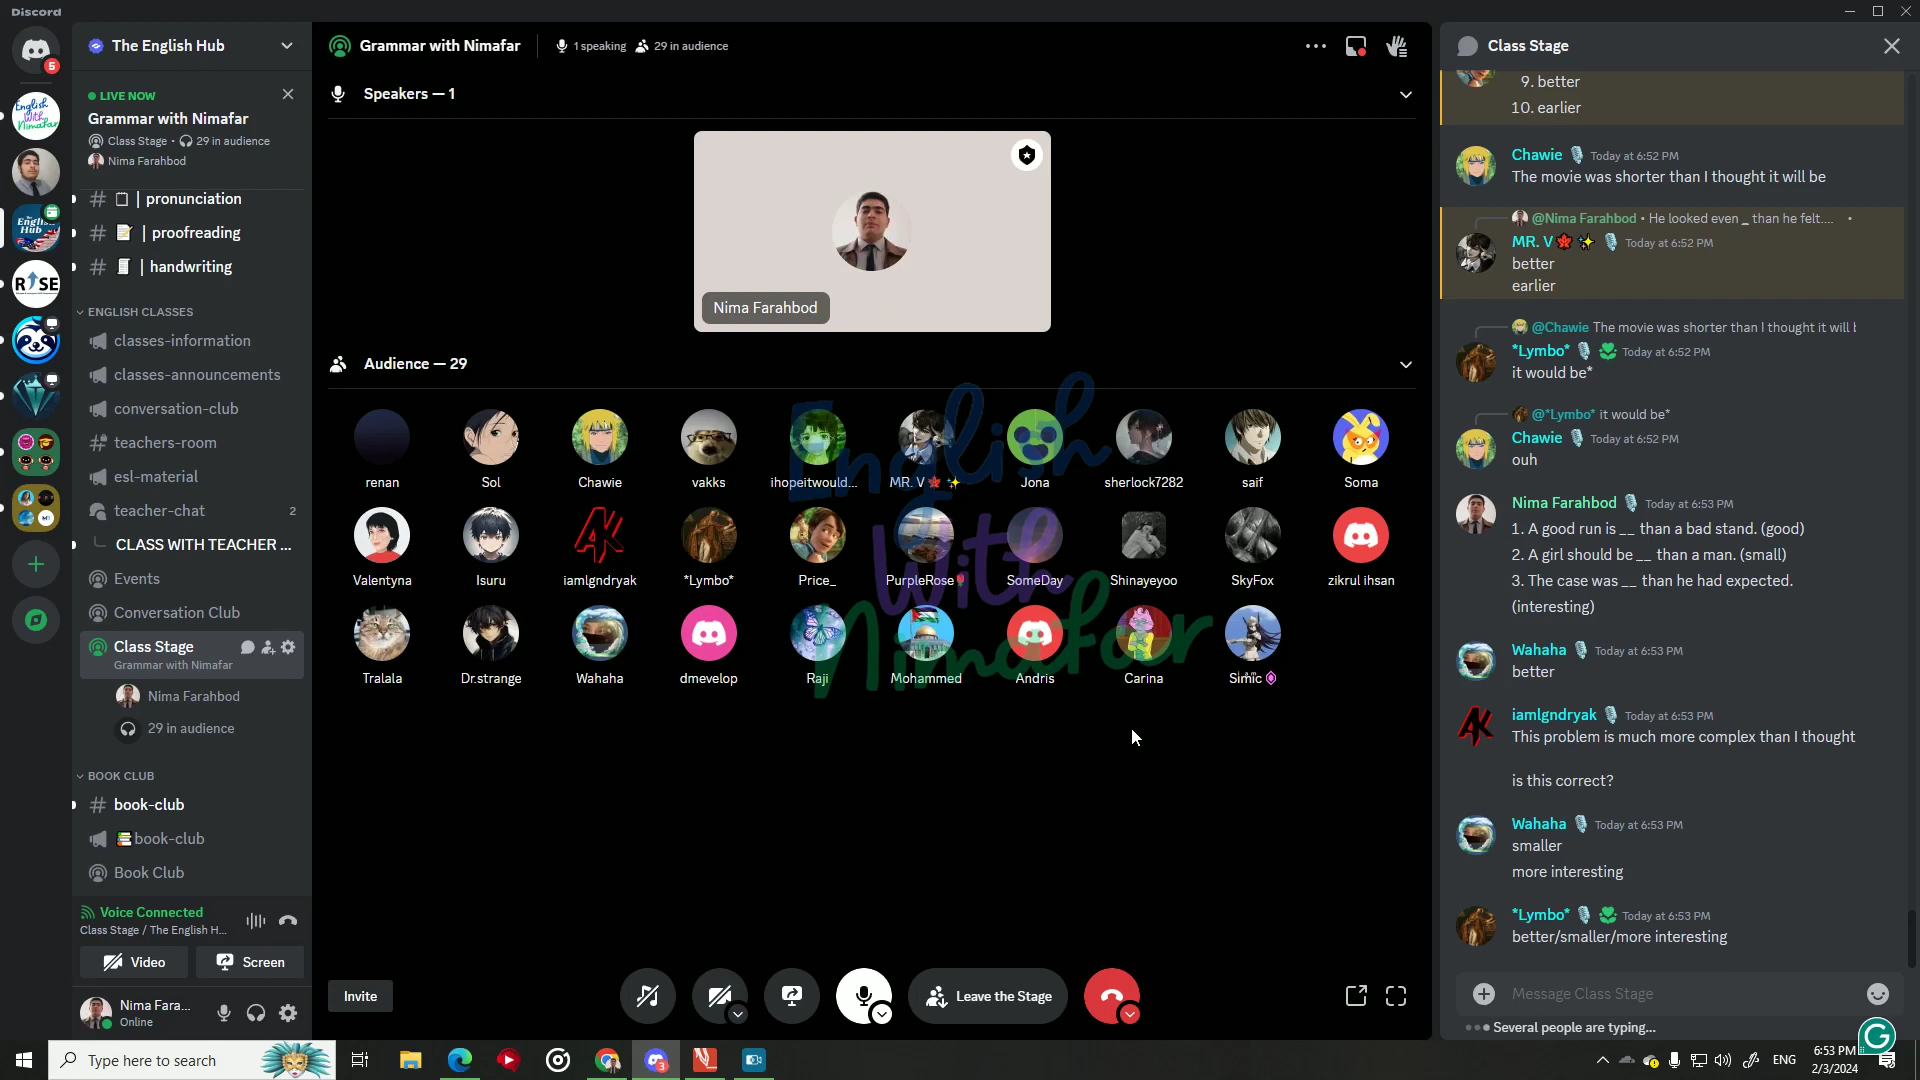 Discord
The English Hub
LIVE NOW
Grammar with Nimafar
Class Stage • 29 in audience
Nima Farahbod
| pronunciation
| proofreading
| handwriting
ENGLISH CLASSES
classes-information
classes-announcements
conversation-club
teachers-room
esl-material
teacher-chat 2
CLASS WITH TEACHER ...
Events
Conversation Club
Class Stage
Grammar with Nimafar
Nima Farahbod
29 in audience
BOOK CLUB
book-club
book-club
Book Club
Voice Connected
Class Stage / The English H...
Video
Screen
Nima Fara...
Online
5
English
With
Nimafar
English
Hub
RISE
Grammar with Nimafar
1 speaking 29 in audience
Speakers — 1
Nima Farahbod
Audience — 29
renan Sol Chawie vakks ihopeitwould... MR. V Jona sherlock7282 saif Soma
Valentyna Isuru iamlgndryak *Lymbo* Price_ PurpleRose SomeDay Shinayeyoo SkyFox zikrul ihsan
Tralala Dr.strange Wahaha dmevelop Raji Mohammed Andris Carina Simic
English
With
Nimafar
Invite
Leave the Stage
Class Stage
9. better
10. earlier
Chawie Today at 6:52 PM
The movie was shorter than I thought it will be
@Nima Farahbod • He looked even _ than he felt.... •
MR. V Today at 6:52 PM
better
earlier
@Chawie The movie was shorter than I thought it will b
*Lymbo* Today at 6:52 PM
it would be*
@*Lymbo* it would be*
Chawie Today at 6:52 PM
ouh
Nima Farahbod Today at 6:53 PM
1. A good run is __ than a bad stand. (good)
2. A girl should be __ than a man. (small)
3. The case was __ than he had expected.
(interesting)
Wahaha Today at 6:53 PM
better
iamlgndryak Today at 6:53 PM
This problem is much more complex than I thought
is this correct?
Wahaha Today at 6:53 PM
smaller
more interesting
*Lymbo* Today at 6:53 PM
better/smaller/more interesting
Message Class Stage
Several people are typing...
Type here to search
3
ENG
6:53 PM
2/3/2024